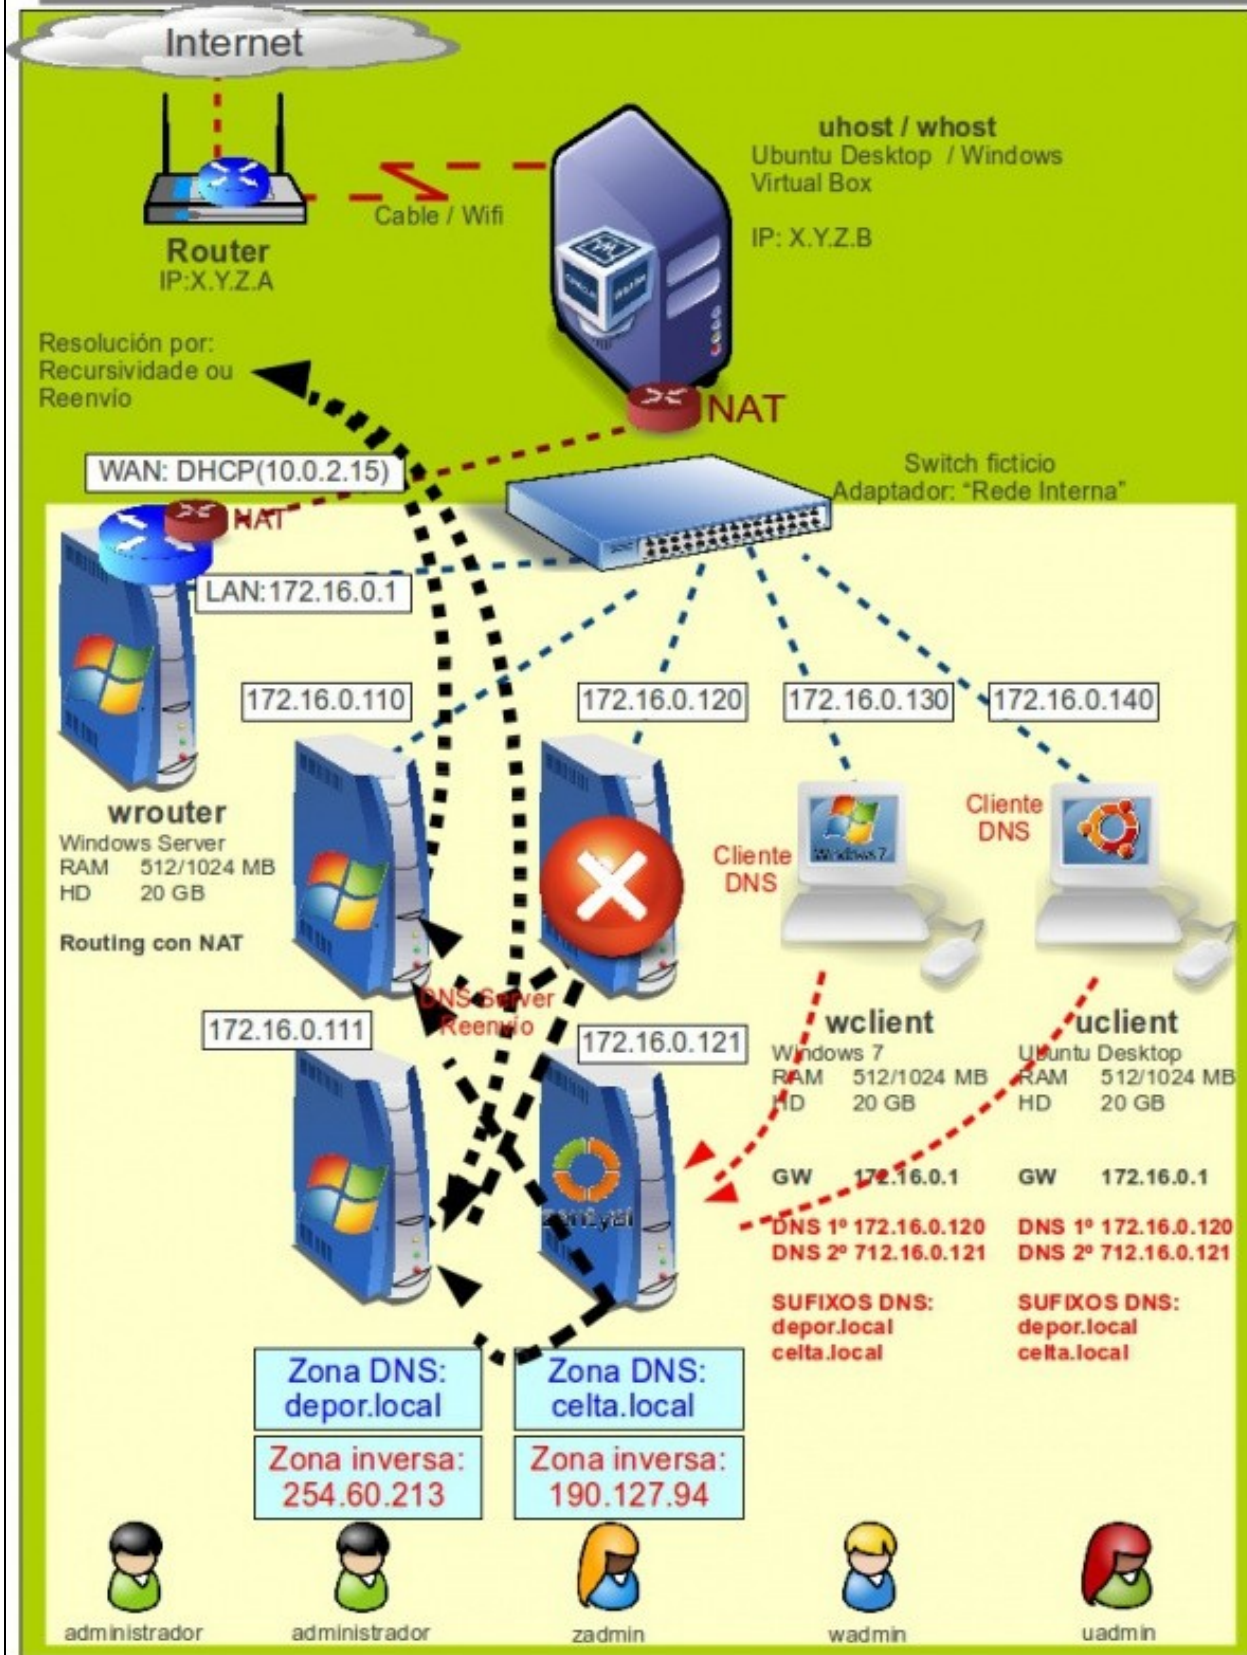 Internet
uhost / whost
Ubuntu Desktop / Windows
Virtual Box
IP: X.Y.Z.B
Cable / Wifi
Router
IP:X.Y.Z.A
Resolución por:
Recursividade ou
Reenvío
NAT
WAN: DHCP(10.0.2.15)
Switch ficticio
Adaptador: “Rede Interna”
NAT
LAN:172.16.0.1
172.16.0.110
172.16.0.120
172.16.0.130
172.16.0.140
wrouter
Windows Server
RAM 512/1024 MB
HD 20 GB
Routing con NAT
Cliente
DNS
Windows 7
Cliente
DNS
DNS Server
Reenvío
172.16.0.111
172.16.0.121
zentyal
wclient
Windows 7
RAM 512/1024 MB
HD 20 GB
GW 172.16.0.1
DNS 1º 172.16.0.120
DNS 2º 712.16.0.121
SUFIXOS DNS:
depor.local
celta.local
uclient
Ubuntu Desktop
RAM 512/1024 MB
HD 20 GB
GW 172.16.0.1
DNS 1º 172.16.0.120
DNS 2º 712.16.0.121
SUFIXOS DNS:
depor.local
celta.local
Zona DNS:
depor.local
Zona DNS:
celta.local
Zona inversa:
254.60.213
Zona inversa:
190.127.94
administrador
administrador
zadmin
wadmin
uadmin